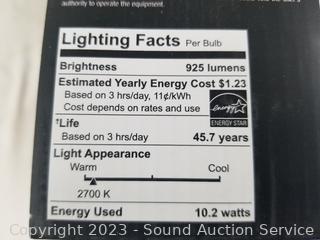 authority to operate the equipment.
Lighting Facts Per Bulb
Brightness 925 lumens
Estimated Yearly Energy Cost $1.23
Based on 3 hrs/day, 11¢/kWh
Cost depends on rates and use
energy
ENERGY STAR
†Life
Based on 3 hrs/day 45.7 years
Light Appearance
Warm Cool
2700 K
Energy Used 10.2 watts
Copyright 2023 - Sound Auction Service